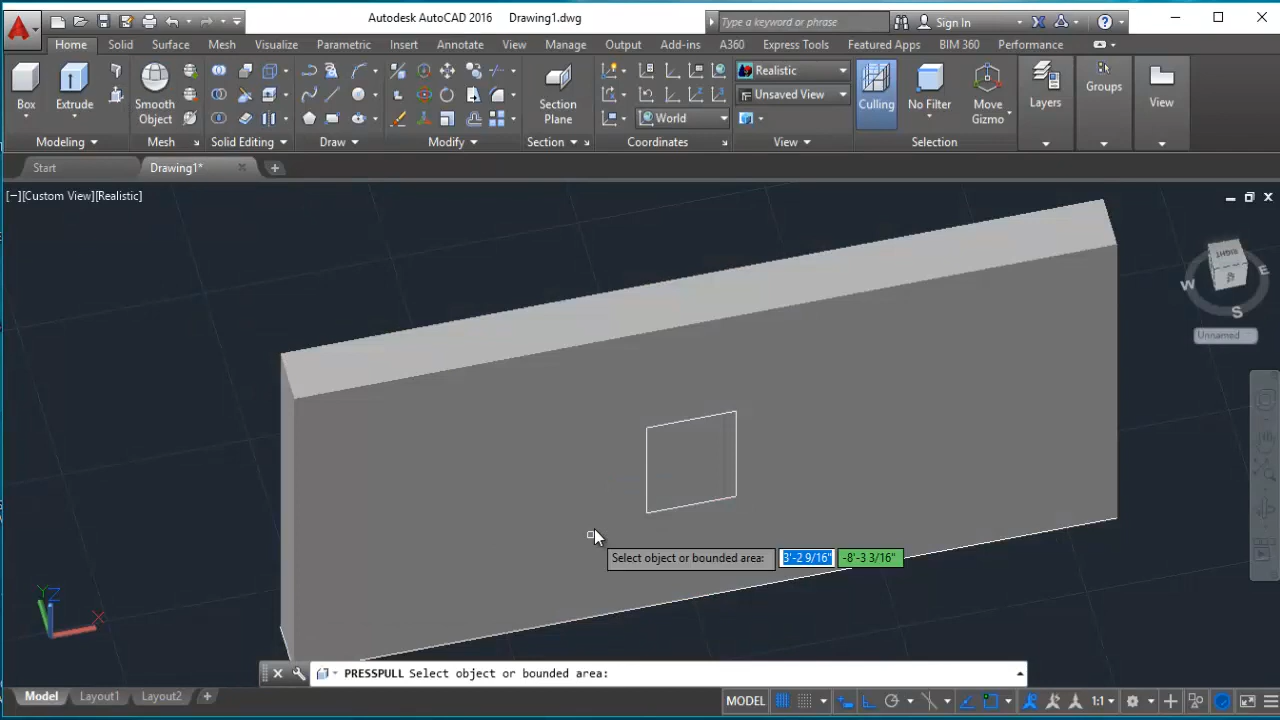 Autodesk AutoCAD 2016 Drawing1.dwg
Type a keyword or phrase
Sign In
Home Solid Surface Mesh Visualize Parametric Insert Annotate View Manage Output Add-ins A360 Express Tools Featured Apps BIM 360 Performance
Box
Extrude
Smooth
Object
Section
Plane
World
Realistic
Unsaved View
Culling
No Filter
Move
Gizmo
Layers
Groups
View
Modeling
Mesh
Solid Editing
Draw
Modify
Section
Coordinates
View
Selection
Start
Drawing1*
[−][Custom View][Realistic]
RIGHT
W
E
S
Unnamed
Select object or bounded area: 3'-2 9/16" -8'-3 3/16"
Y
Z
X
PRESSPULL Select object or bounded area:
Model Layout1 Layout2
MODEL
1:1